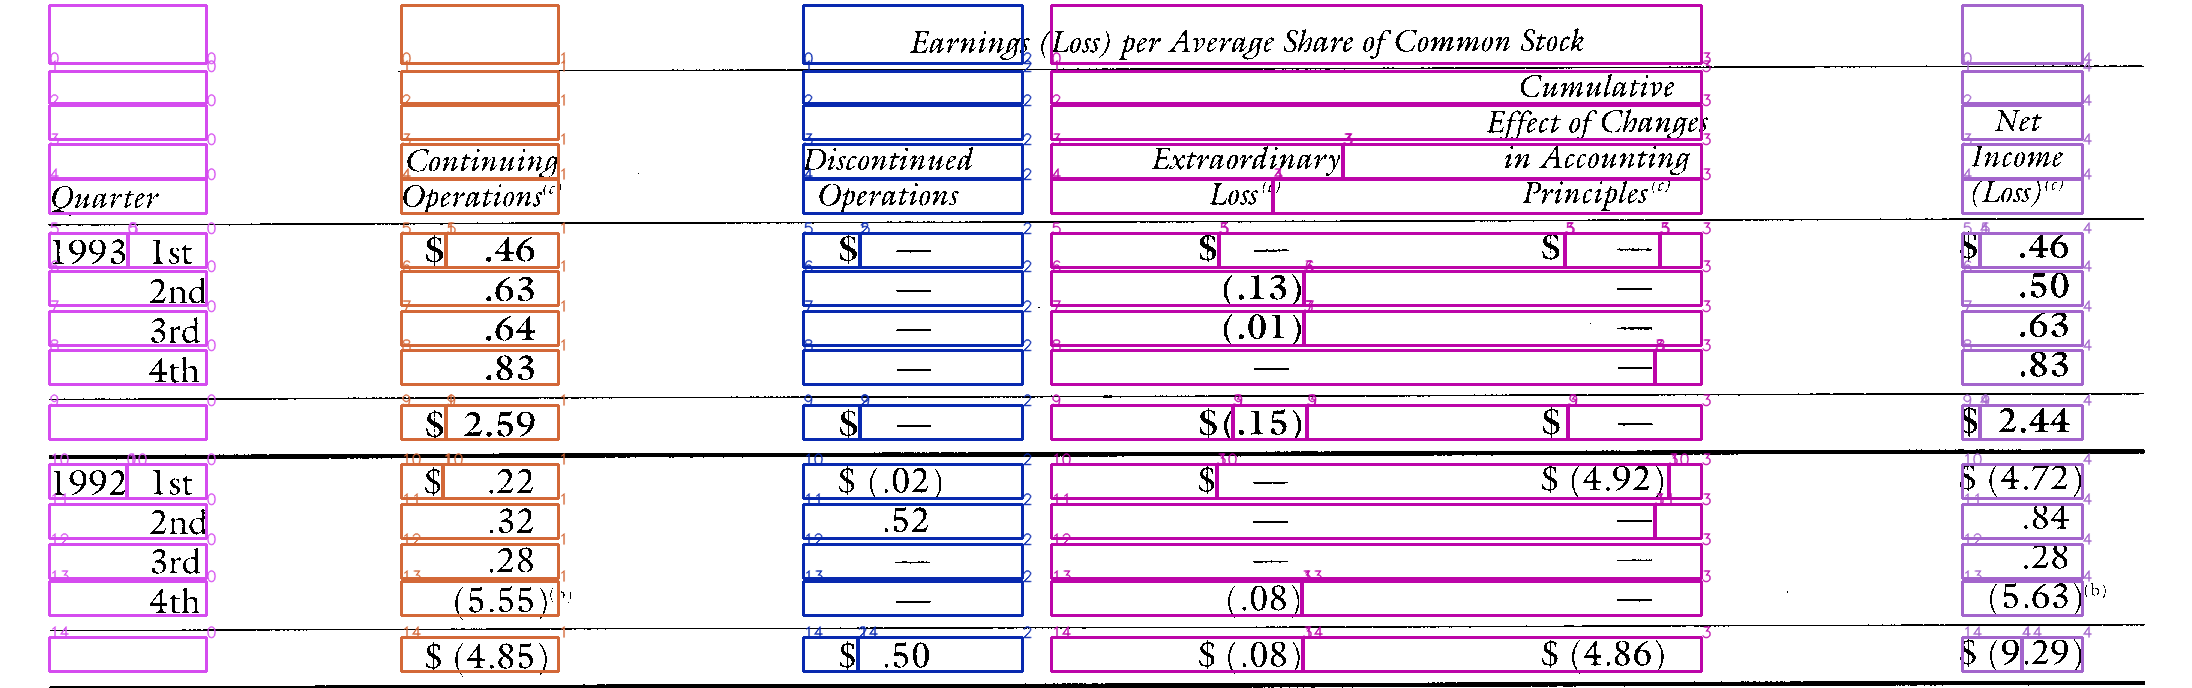 Earnings (Loss) per Average Share of Common Stock
Cumulative
Effect of Changes Net
Continuing Discontinued Extraordinary in Accounting Income
Quarter Operations(c) Operations Loss Principles(c) (Loss)(c)
1993 1st $ .46 $ — $ — $ — $ .46
2nd .63 — (.13) — .50
3rd .64 — (.01) — .63
4th .83 — — — .83
$ 2.59 $ — $(.15) $ — $ 2.44
1992 1st $ .22 $ (.02) $ — $ (4.92) $ (4.72)
2nd .32 .52 — — .84
3rd .28 — — — .28
4th (5.55)(b) — (.08) — (5.63)(b)
$ (4.85) $ .50 $ (.08) $ (4.86) $ (9.29)